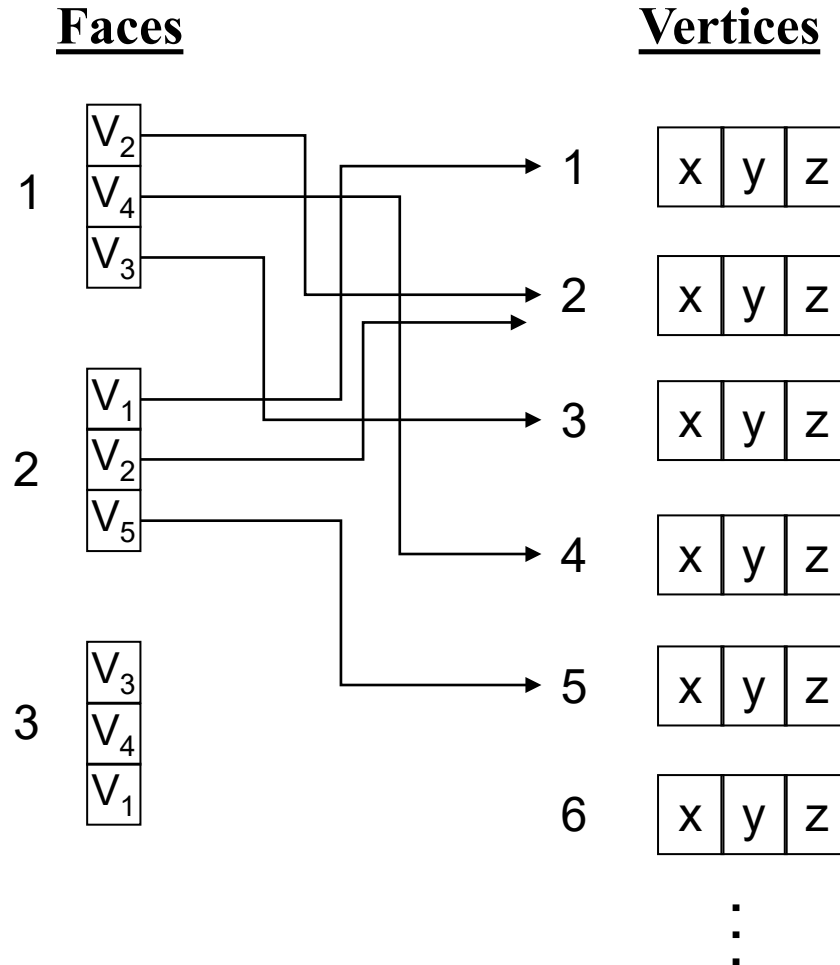 Faces
1
V₂
V₄
V₃
2
V₁
V₂
V₅
3
V₃
V₄
V₁
Vertices
1 x y z
2 x y z
3 x y z
4 x y z
5 x y z
6 x y z